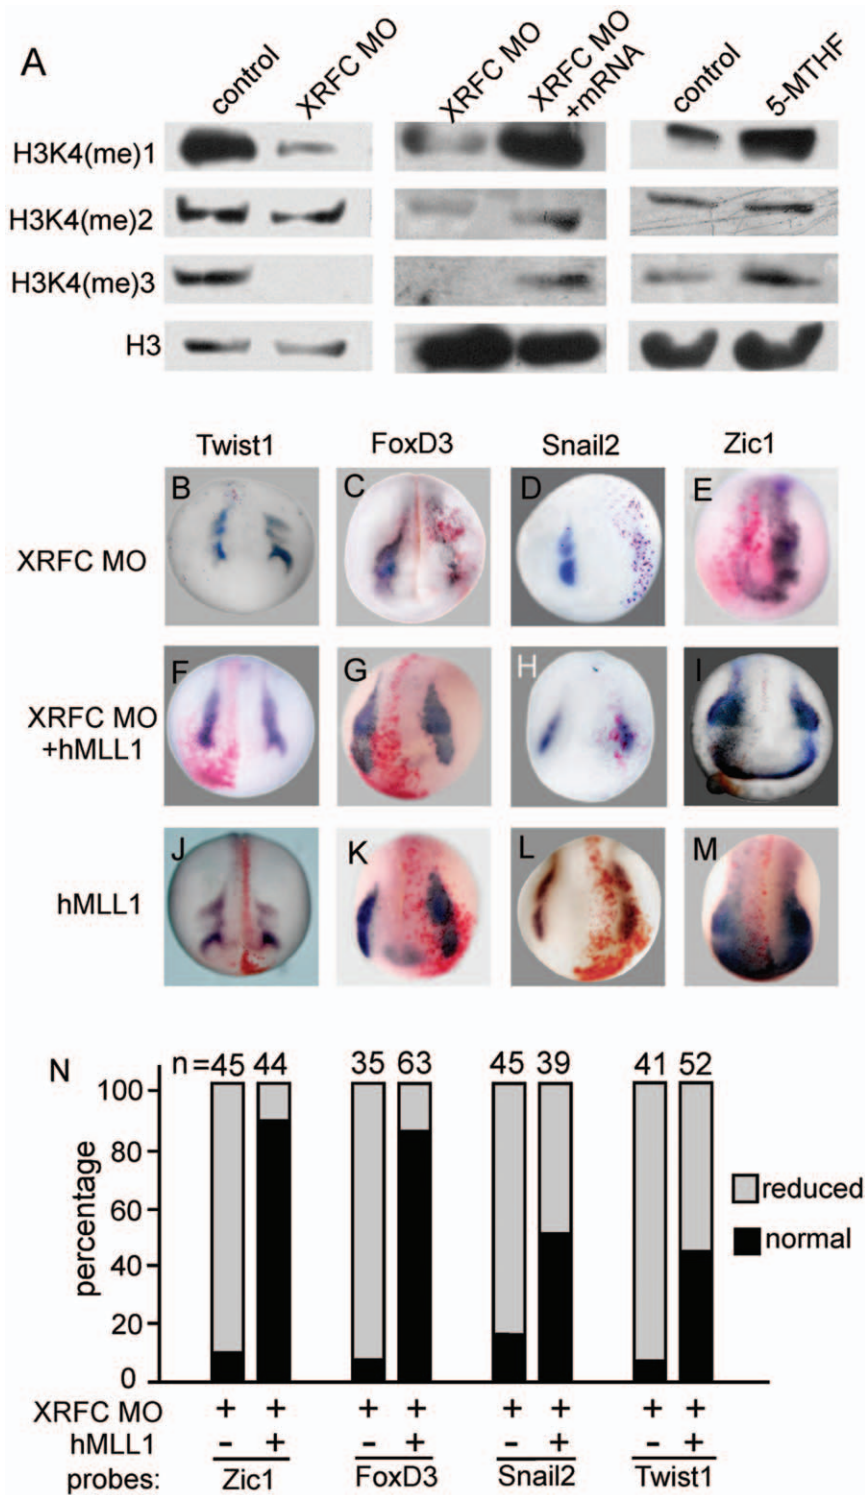 A
control XRFC MO XRFC MO XRFC MO +mRNA control 5-MTHF
H3K4(me)1
H3K4(me)2
H3K4(me)3
H3
Twist1 FoxD3 Snail2 Zic1
B C D E
XRFC MO
F G H I
XRFC MO
+hMLL1
J K L M
hMLL1
N
n =45 44 35 63 45 39 41 52
100
80
60
40
20
0
percentage
reduced
normal
XRFC MO + + + + + + + +
hMLL1 - + - + - + - +
probes: Zic1 FoxD3 Snail2 Twist1